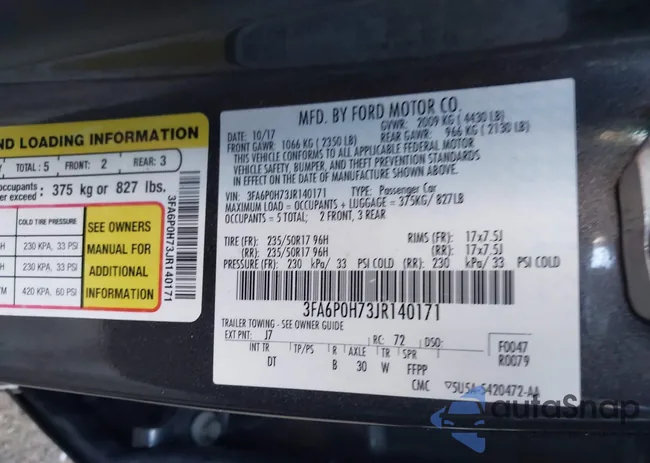 ND LOADING INFORMATION
Y TOTAL: 5 FRONT: 2 REAR: 3
occupants
exceed : 375 kg or 827 lbs.
COLD TIRE PRESSURE
H 230 KPA, 33 PSI
H 230 KPA, 33 PSI
M 420 KPA, 60 PSI
SEE OWNERS
MANUAL FOR
ADDITIONAL
INFORMATION
3FA6P0H73JR140171
MFD. BY FORD MOTOR CO.
DATE: 10/17 GVWR: 2009 KG ( 4430 LB)
FRONT GAWR: 1066 KG ( 2350 LB) REAR GAWR: 966 KG ( 2130 LB)
THIS VEHICLE CONFORMS TO ALL APPLICABLE FEDERAL MOTOR
VEHICLE SAFETY, BUMPER, AND THEFT PREVENTION STANDARDS
IN EFFECT ON THE DATE OF MANUFACTURE SHOWN ABOVE.
VIN: 3FA6P0H73JR140171 TYPE: Passenger Car
MAXIMUM LOAD = OCCUPANTS + LUGGAGE = 375KG/ 827LB
OCCUPANTS = 5 TOTAL; 2 FRONT, 3 REAR
TIRE (FR): 235/50R17 96H RIMS (FR): 17x7.5J
(RR): 235/50R17 96H (RR): 17x7.5J
PRESSURE (FR): 230 kPa/ 33 PSI COLD (RR): 230 kPa/ 33 PSI COLD
3FA6P0H73JR140171
TRAILER TOWING - SEE OWNER GUIDE
EXT PNT: J7 RC: 72 DSO: F0047
R0079
INT TR TP/PS R AXLE TR SPR
DT B 30 W FFPP
CMC 5U5A-5420472-AA
autoSnap